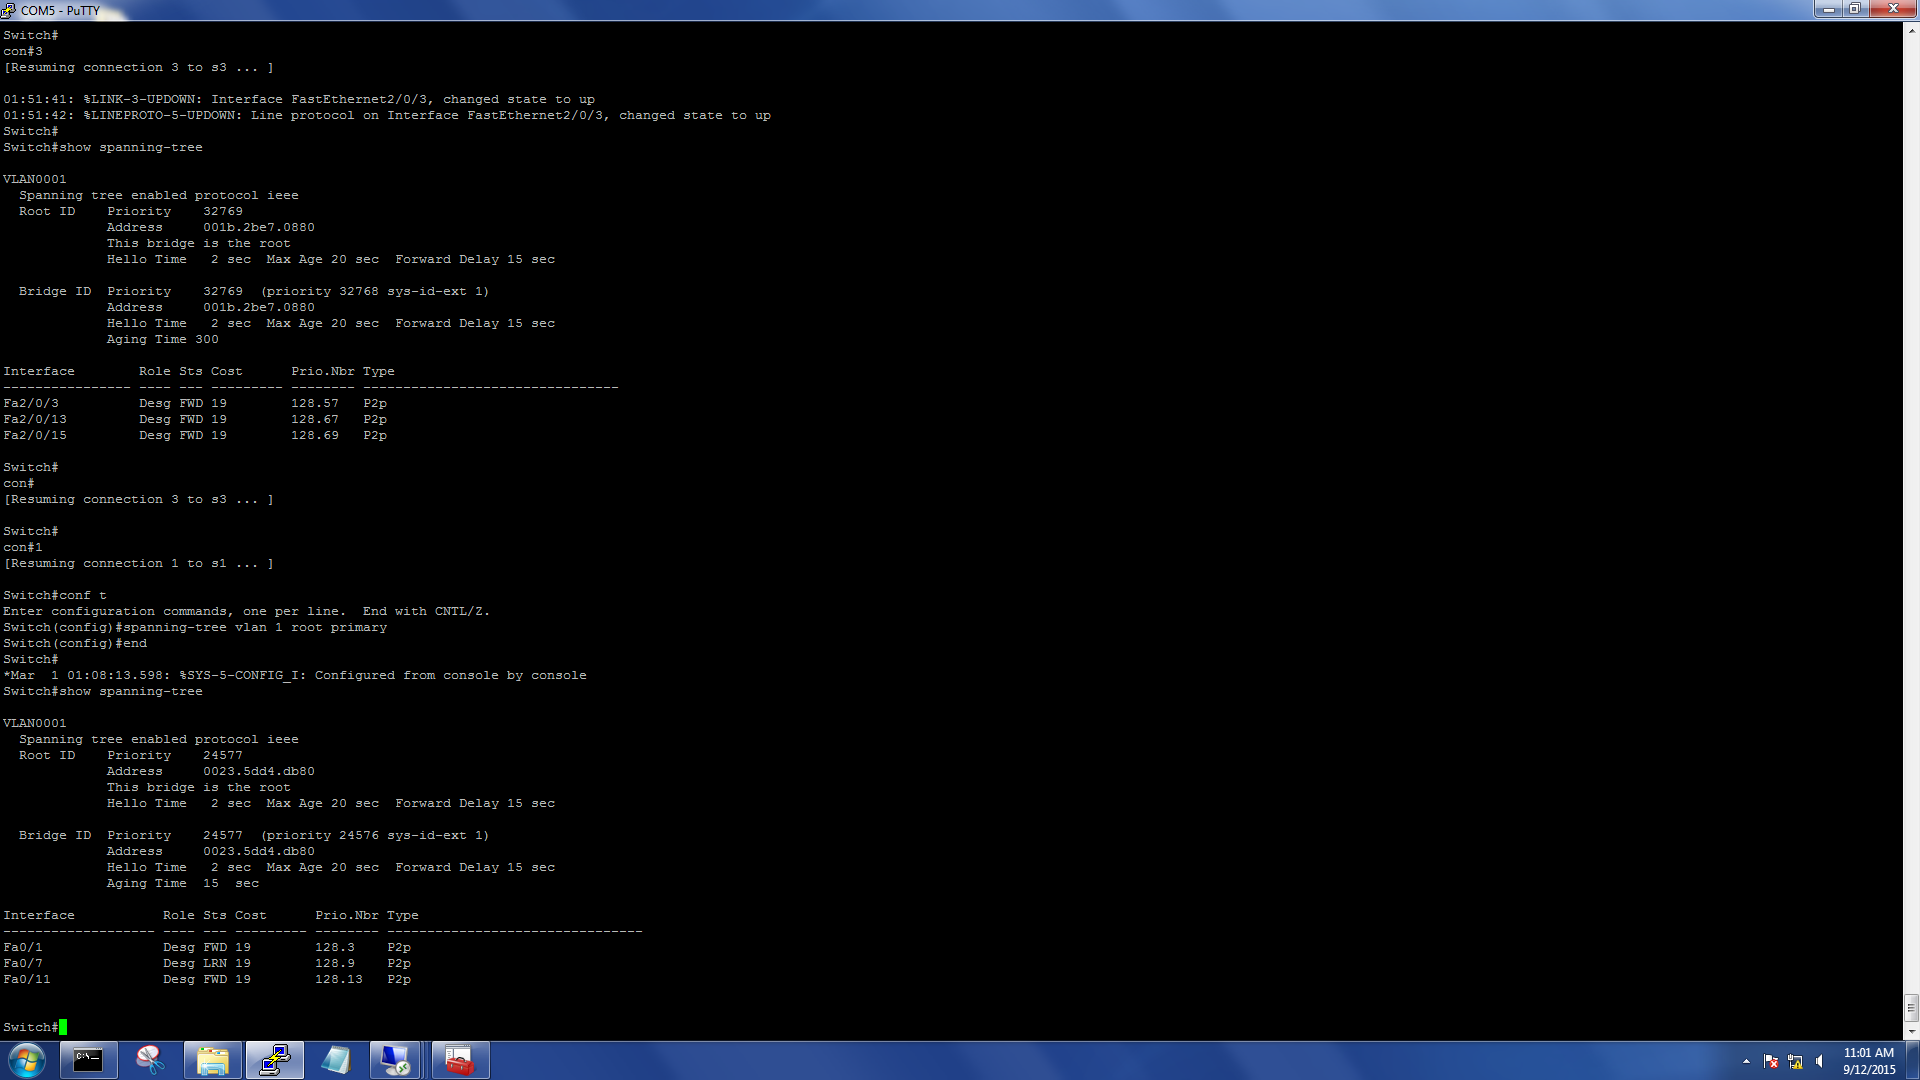 COM5 - PuTTY
Switch#
con#3
[Resuming connection 3 to s3 ... ]
01:51:41: %LINK-3-UPDOWN: Interface FastEthernet2/0/3, changed state to up
01:51:42: %LINEPROTO-5-UPDOWN: Line protocol on Interface FastEthernet2/0/3, changed state to up
Switch#
Switch#show spanning-tree
VLAN0001
  Spanning tree enabled protocol ieee
  Root ID    Priority    32769
             Address     001b.2be7.0880
             This bridge is the root
             Hello Time   2 sec  Max Age 20 sec  Forward Delay 15 sec
  Bridge ID  Priority    32769  (priority 32768 sys-id-ext 1)
             Address     001b.2be7.0880
             Hello Time   2 sec  Max Age 20 sec  Forward Delay 15 sec
             Aging Time 300
Interface        Role Sts Cost      Prio.Nbr Type
---------------- ---- --- --------- -------- --------------------------------
Fa2/0/3          Desg FWD 19        128.57   P2p
Fa2/0/13         Desg FWD 19        128.67   P2p
Fa2/0/15         Desg FWD 19        128.69   P2p
Switch#
con#
[Resuming connection 3 to s3 ... ]
Switch#
con#1
[Resuming connection 1 to s1 ... ]
Switch#conf t
Enter configuration commands, one per line.  End with CNTL/Z.
Switch(config)#spanning-tree vlan 1 root primary
Switch(config)#end
Switch#
*Mar  1 01:08:13.598: %SYS-5-CONFIG_I: Configured from console by console
Switch#show spanning-tree
VLAN0001
  Spanning tree enabled protocol ieee
  Root ID    Priority    24577
             Address     0023.5dd4.db80
             This bridge is the root
             Hello Time   2 sec  Max Age 20 sec  Forward Delay 15 sec
  Bridge ID  Priority    24577  (priority 24576 sys-id-ext 1)
             Address     0023.5dd4.db80
             Hello Time   2 sec  Max Age 20 sec  Forward Delay 15 sec
             Aging Time  15  sec
Interface           Role Sts Cost      Prio.Nbr Type
------------------- ---- --- --------- -------- --------------------------------
Fa0/1               Desg FWD 19        128.3    P2p
Fa0/7               Desg LRN 19        128.9    P2p
Fa0/11              Desg FWD 19        128.13   P2p
Switch#
C:\.
11:01 AM
9/12/2015